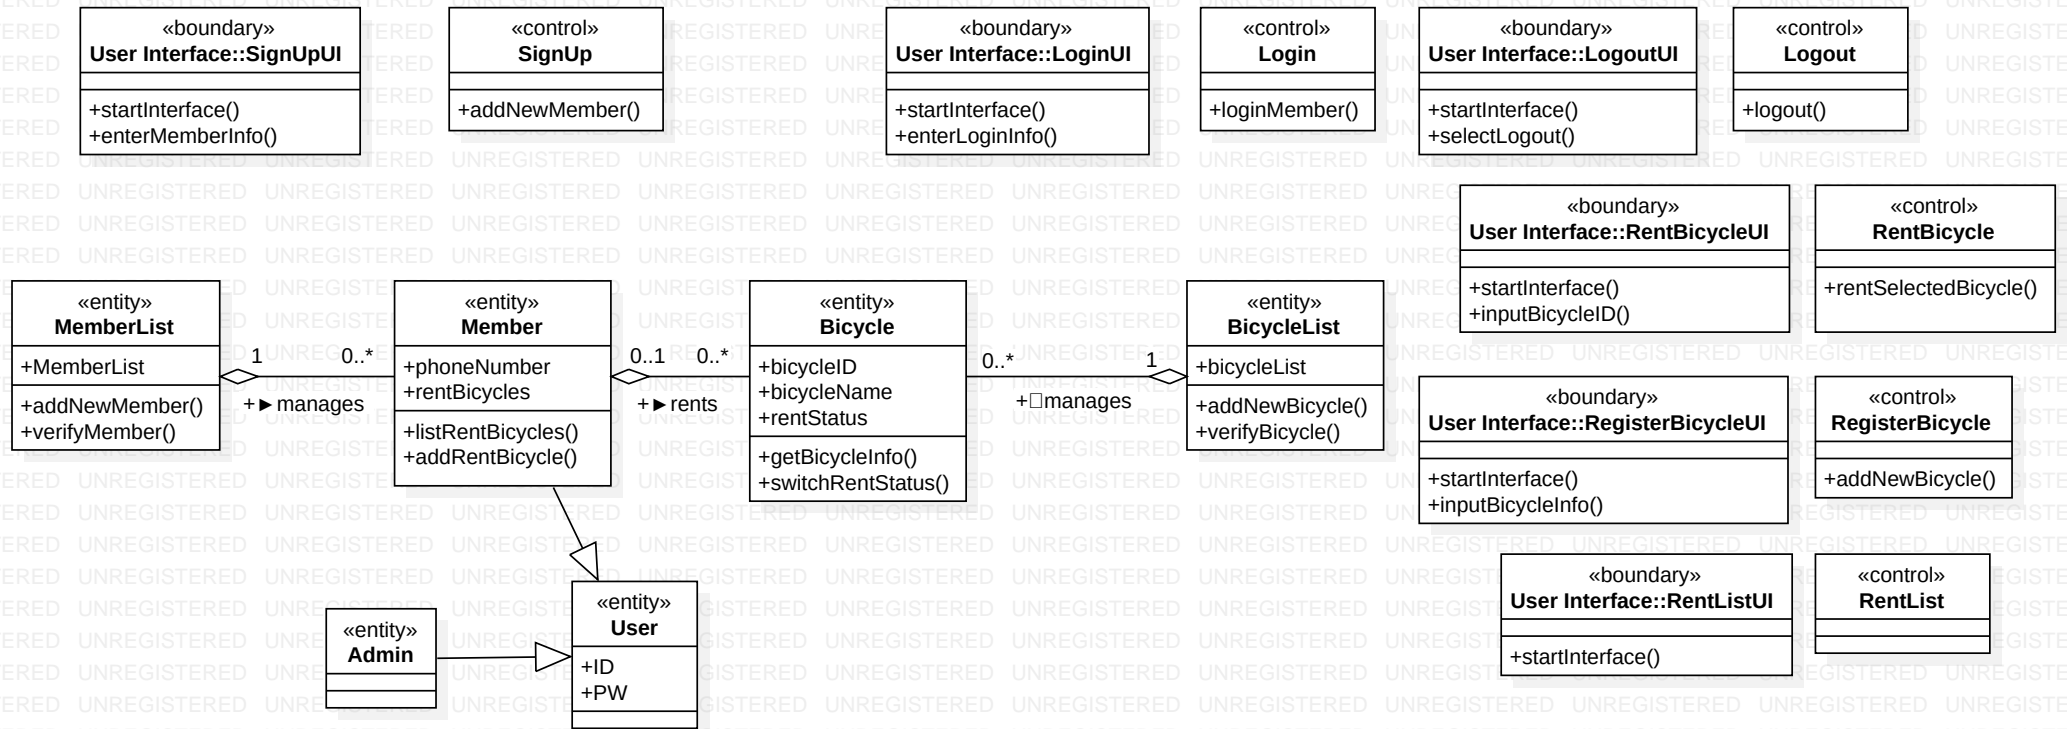 «boundary»
User Interface::SignUpUI
+startInterface()
+enterMemberInfo()
«control»
SignUp
+addNewMember()
«boundary»
User Interface::LoginUI
+startInterface()
+enterLoginInfo()
«control»
Login
+loginMember()
«boundary»
User Interface::LogoutUI
+startInterface()
+selectLogout()
«control»
Logout
+logout()
«boundary»
User Interface::RentBicycleUI
+startInterface()
+inputBicycleID()
«control»
RentBicycle
+rentSelectedBicycle()
«entity»
MemberList
+MemberList
+addNewMember()
+verifyMember()
1
0..*
+►manages
«entity»
Member
+phoneNumber
+rentBicycles
+listRentBicycles()
+addRentBicycle()
0..1
0..*
+►rents
«entity»
Bicycle
+bicycleID
+bicycleName
+rentStatus
+getBicycleInfo()
+switchRentStatus()
0..*
1
+□manages
«entity»
BicycleList
+bicycleList
+addNewBicycle()
+verifyBicycle()
«boundary»
User Interface::RegisterBicycleUI
+startInterface()
+inputBicycleInfo()
«control»
RegisterBicycle
+addNewBicycle()
«boundary»
User Interface::RentListUI
+startInterface()
«control»
RentList
«entity»
Admin
«entity»
User
+ID
+PW
UNREGISTERED